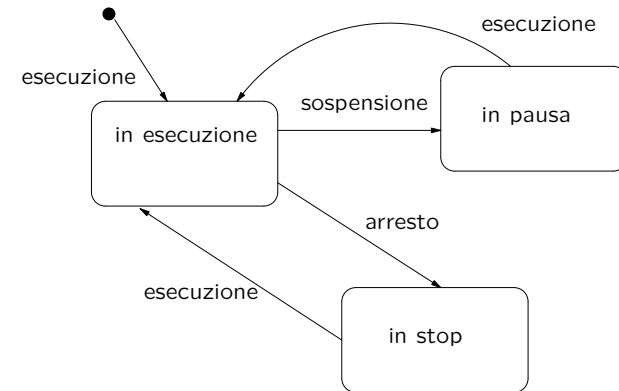 esecuzione
esecuzione
in esecuzione
sospensione
in pausa
arresto
esecuzione
in stop